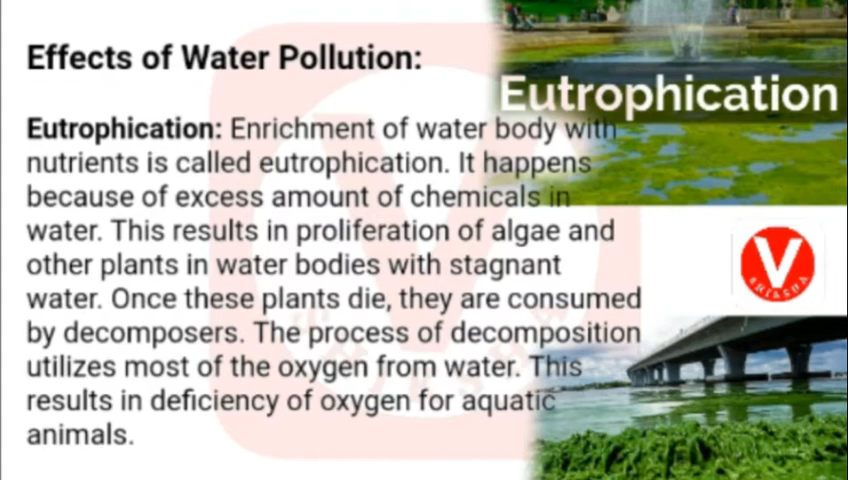 Effects of Water Pollution:
Eutrophication
Eutrophication: Enrichment of water body with
nutrients is called eutrophication. It happens
because of excess amount of chemicals in
water. This results in proliferation of algae and
other plants in water bodies with stagnant
water. Once these plants die, they are consumed
by decomposers. The process of decomposition
utilizes most of the oxygen from water. This
results in deficiency of oxygen for aquatic
animals.
V
SHIKSHA